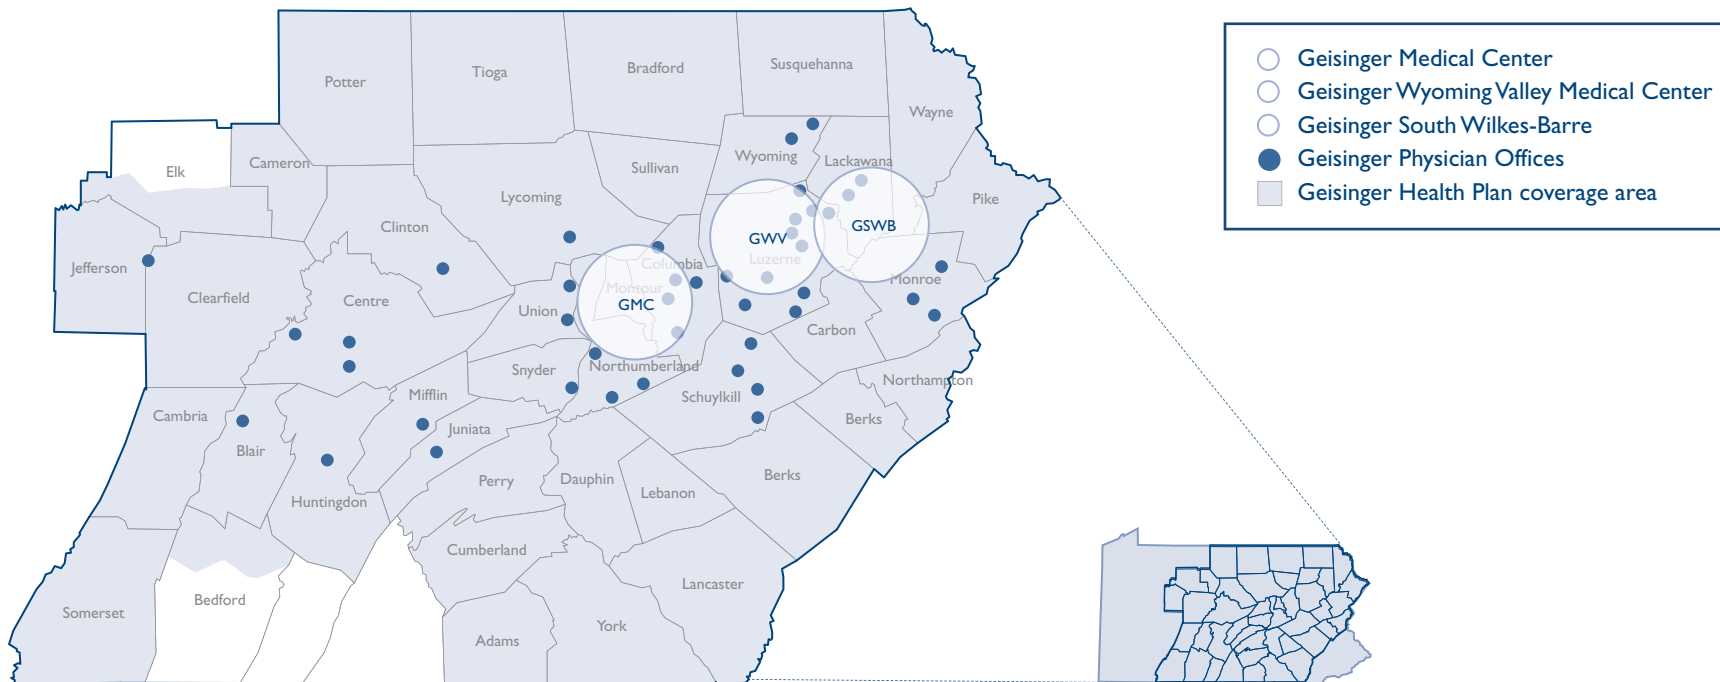 Geisinger Medical Center
Geisinger Wyoming Valley Medical Center
Geisinger South Wilkes-Barre
Geisinger Physician Offices
Geisinger Health Plan coverage area
Susquehanna
Bradford
Tioga
Potter
Wayne
Wyoming
Lackawana
Cameron
Elk
Sullivan
Lycoming
Pike
Clinton
GSWB
GWV
Luzerne
Columbia
Jefferson
Monroe
Montour
Clearfield
Centre
GMC
Union
Carbon
Northumberland
Snyder
Northampton
Mifflin
Schuylkill
Cambria
Berks
Juniata
Blair
Berks
Dauphin
Perry
Lebanon
Huntingdon
Cumberland
Lancaster
Bedford
Somerset
York
Adams